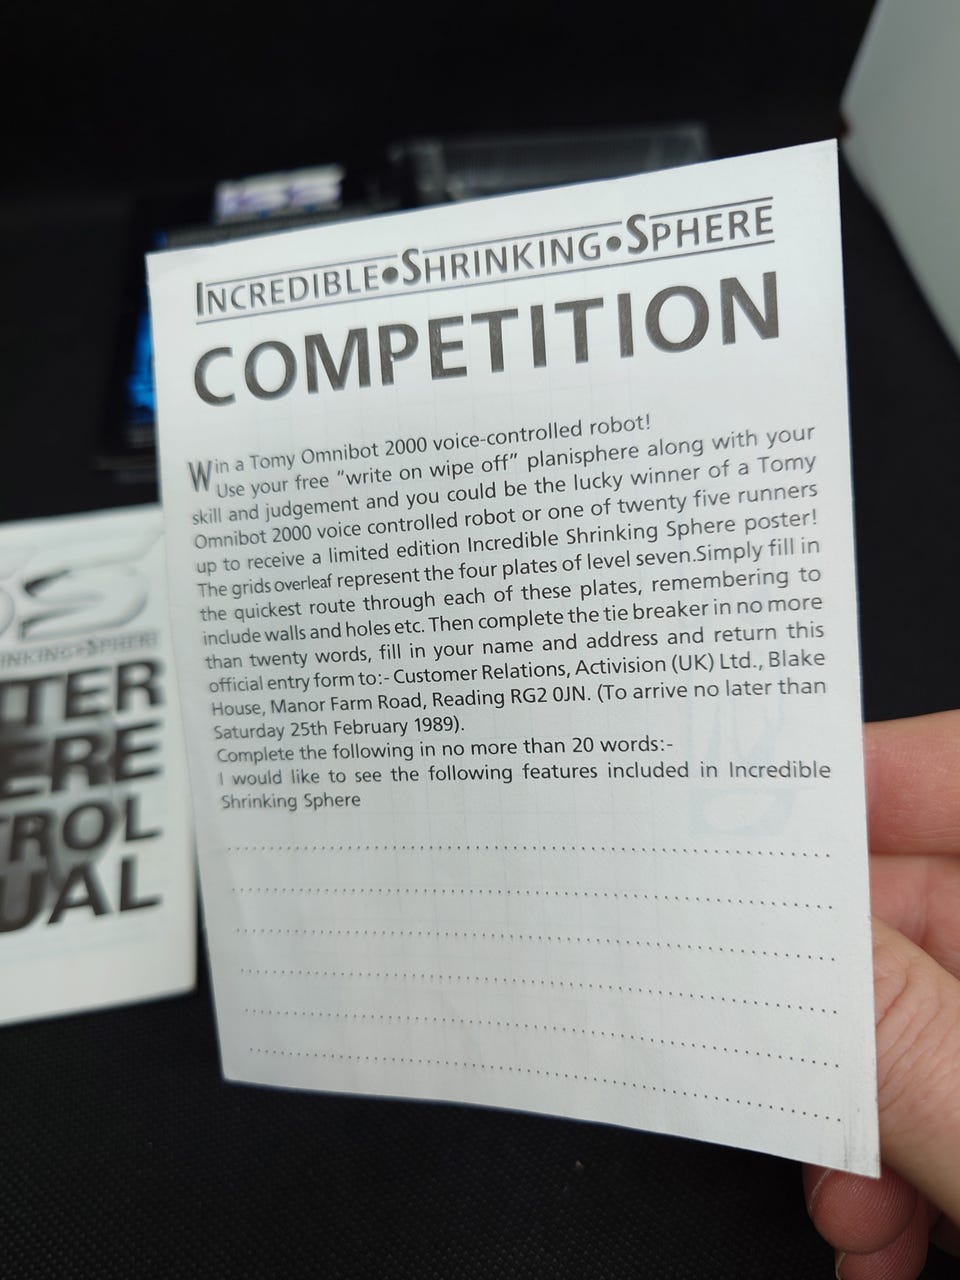 INCREDIBLE•SHRINKING•SPHERE
COMPETITION
Win a Tomy Omnibot 2000 voice-controlled robot!
Use your free “write on wipe off” planisphere along with your
skill and judgement and you could be the lucky winner of a Tomy
Omnibot 2000 voice controlled robot or one of twenty five runners
up to receive a limited edition Incredible Shrinking Sphere poster!
The grids overleaf represent the four plates of level seven.Simply fill in
the quickest route through each of these plates, remembering to
include walls and holes etc. Then complete the tie breaker in no more
than twenty words, fill in your name and address and return this
official entry form to:- Customer Relations, Activision (UK) Ltd., Blake
House, Manor Farm Road, Reading RG2 0JN. (To arrive no later than
Saturday 25th February 1989).
Complete the following in no more than 20 words:-
I would like to see the following features included in Incredible
Shrinking Sphere
ISS
S
NKING•SPHERE
TER
ERE
TROL
UAL